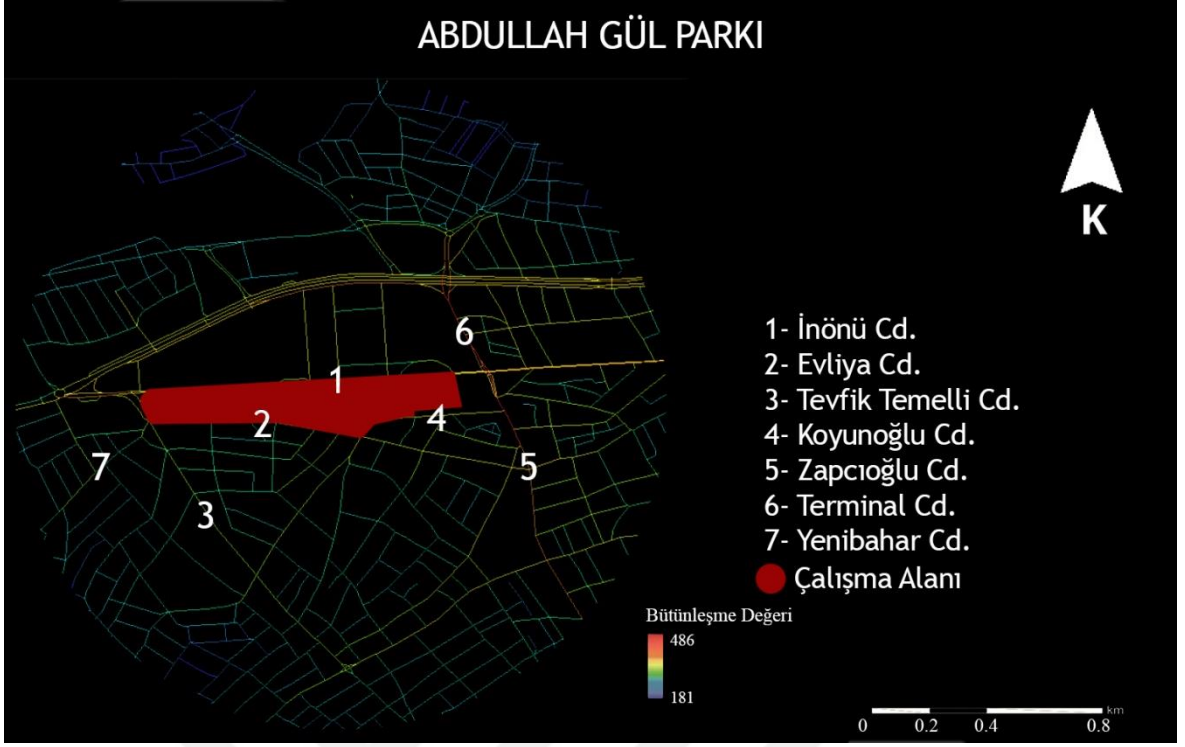 ABDULLAH GÜL PARKI
K
1
2
3
4
5
6
7
1- İnönü Cd.
2- Evliya Cd.
3- Tevfik Temelli Cd.
4- Koyunoğlu Cd.
5- Zapcıoğlu Cd.
6- Terminal Cd.
7- Yenibahar Cd.
Çalışma Alanı
Bütünleşme Değeri
486
181
km
0 0.2 0.4 0.8